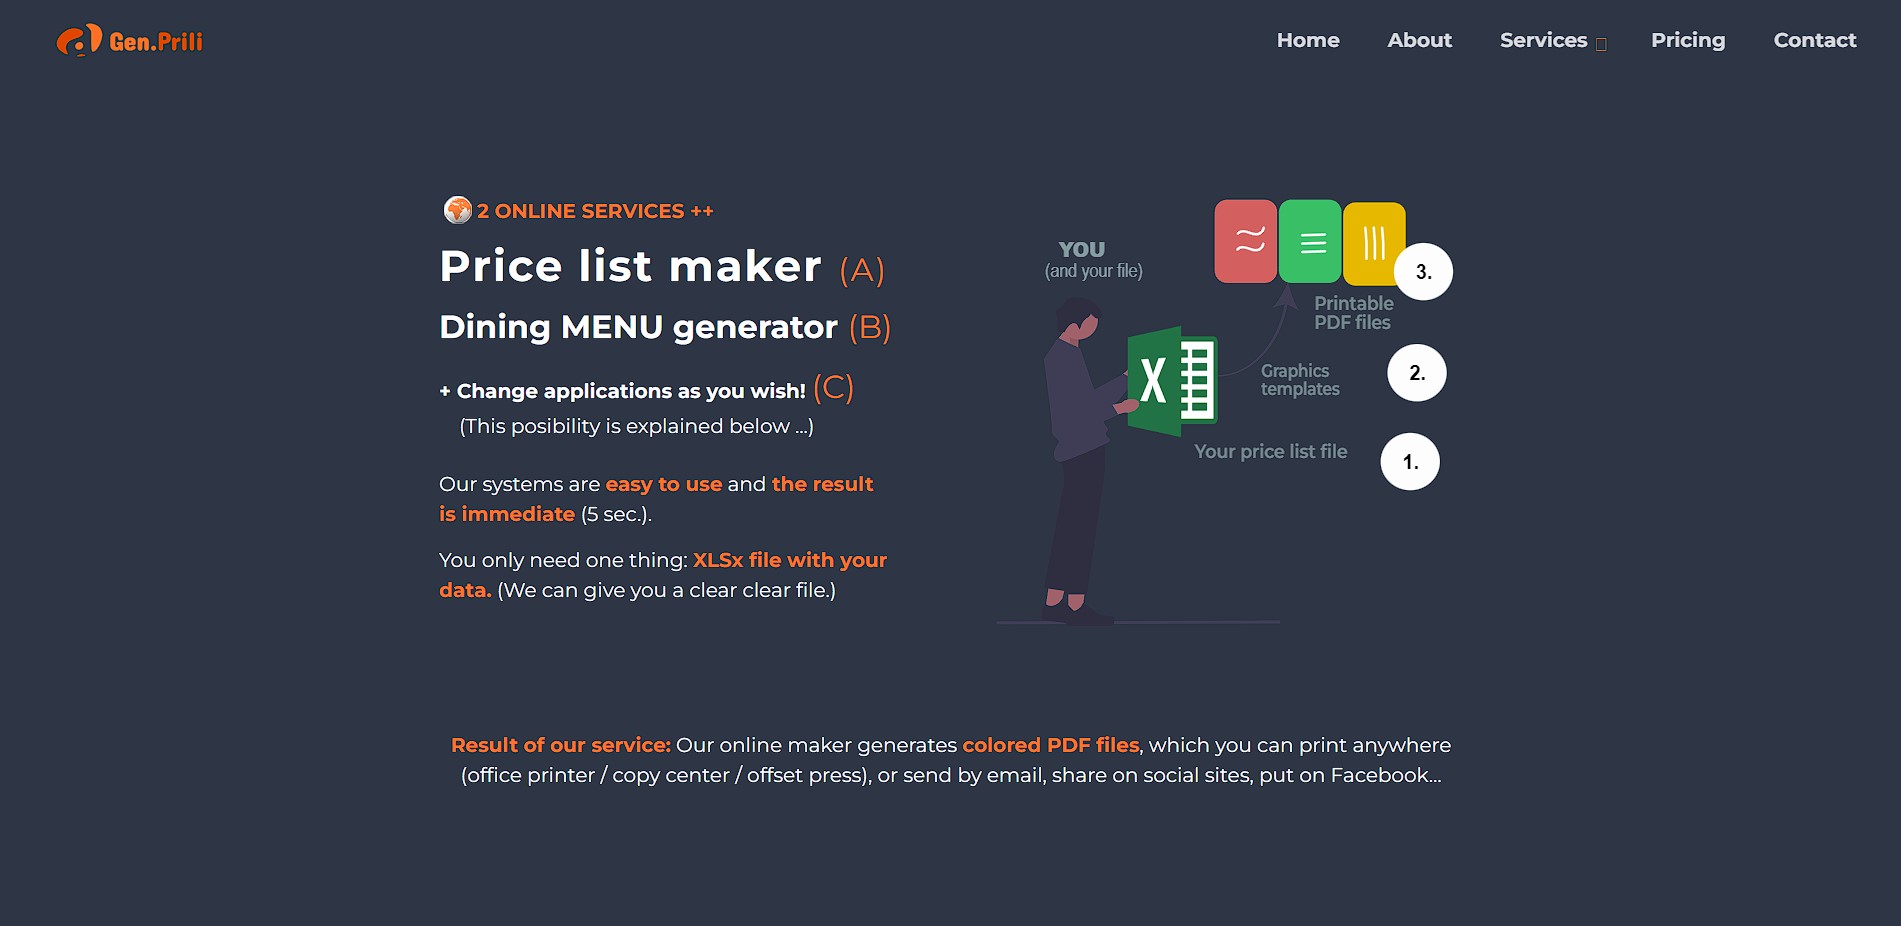 Gen.Prili
Home About Services Pricing Contact
2 ONLINE SERVICES ++
Price list maker (A)
Dining MENU generator (B)
+ Change applications as you wish! (C)
(This posibility is explained below ...)
Our systems are easy to use and the result
is immediate (5 sec.).
You only need one thing: XLSx file with your
data. (We can give you a clear clear file.)
YOU
(and your file)
3.
Printable
PDF files
X
Graphics
templates
2.
Your price list file
1.
Result of our service: Our online maker generates colored PDF files, which you can print anywhere
(office printer / copy center / offset press), or send by email, share on social sites, put on Facebook...